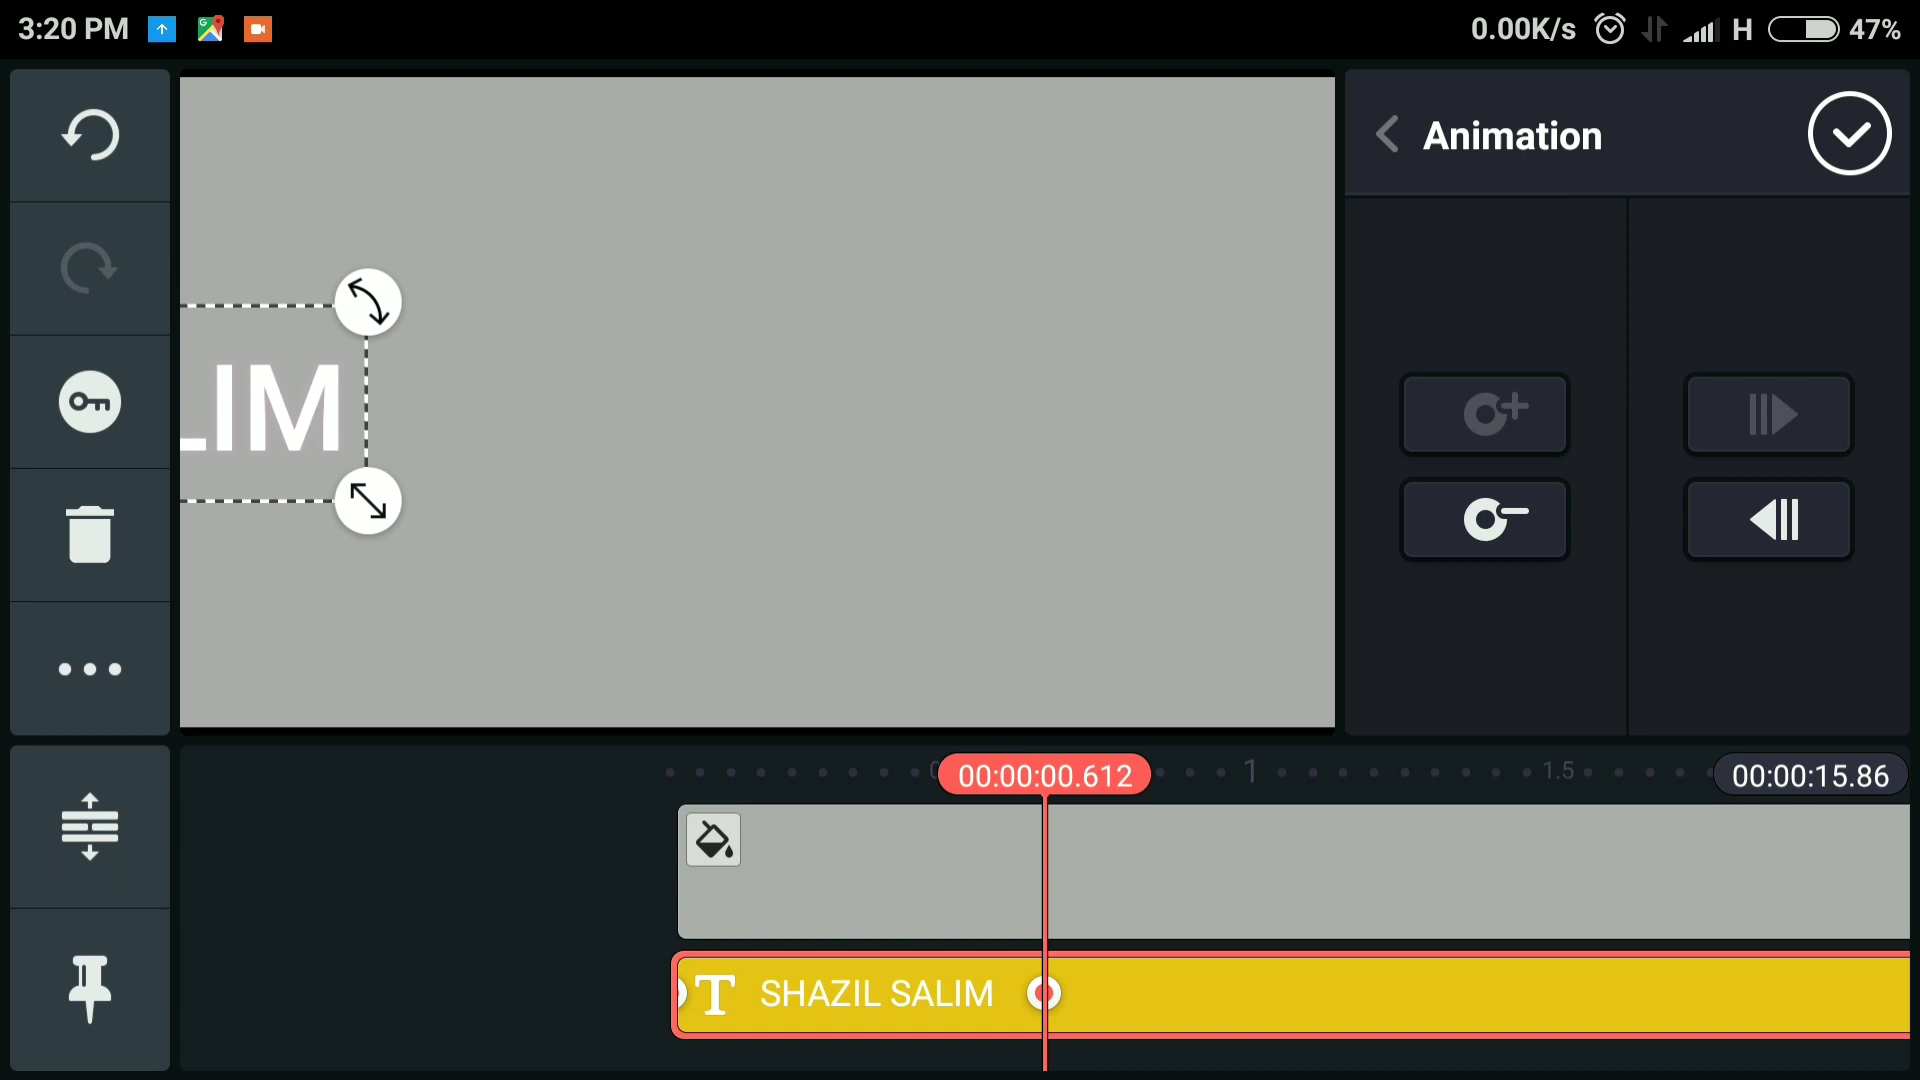 3:20 PM
0.00K/s
H
47%
Animation
LIM
00:00:00.612
1
1.5
00:00:15.86
T SHAZIL SALIM